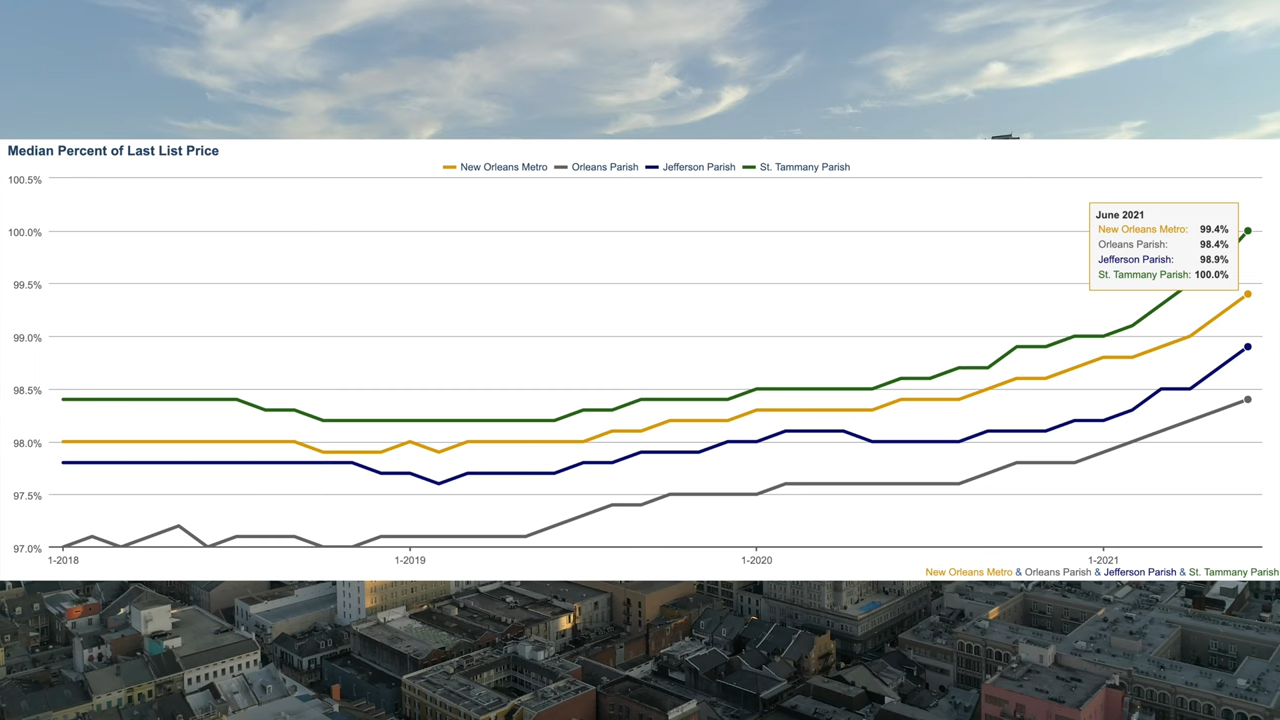 Median Percent of Last List Price
New Orleans Metro Orleans Parish Jefferson Parish St. Tammany Parish
100.5%
100.0%
99.5%
99.0%
98.5%
98.0%
97.5%
97.0%
June 2021
New Orleans Metro: 99.4%
Orleans Parish: 98.4%
Jefferson Parish: 98.9%
St. Tammany Parish: 100.0%
1-2018 1-2019 1-2020 1-2021
New Orleans Metro & Orleans Parish & Jefferson Parish & St. Tammany Parish